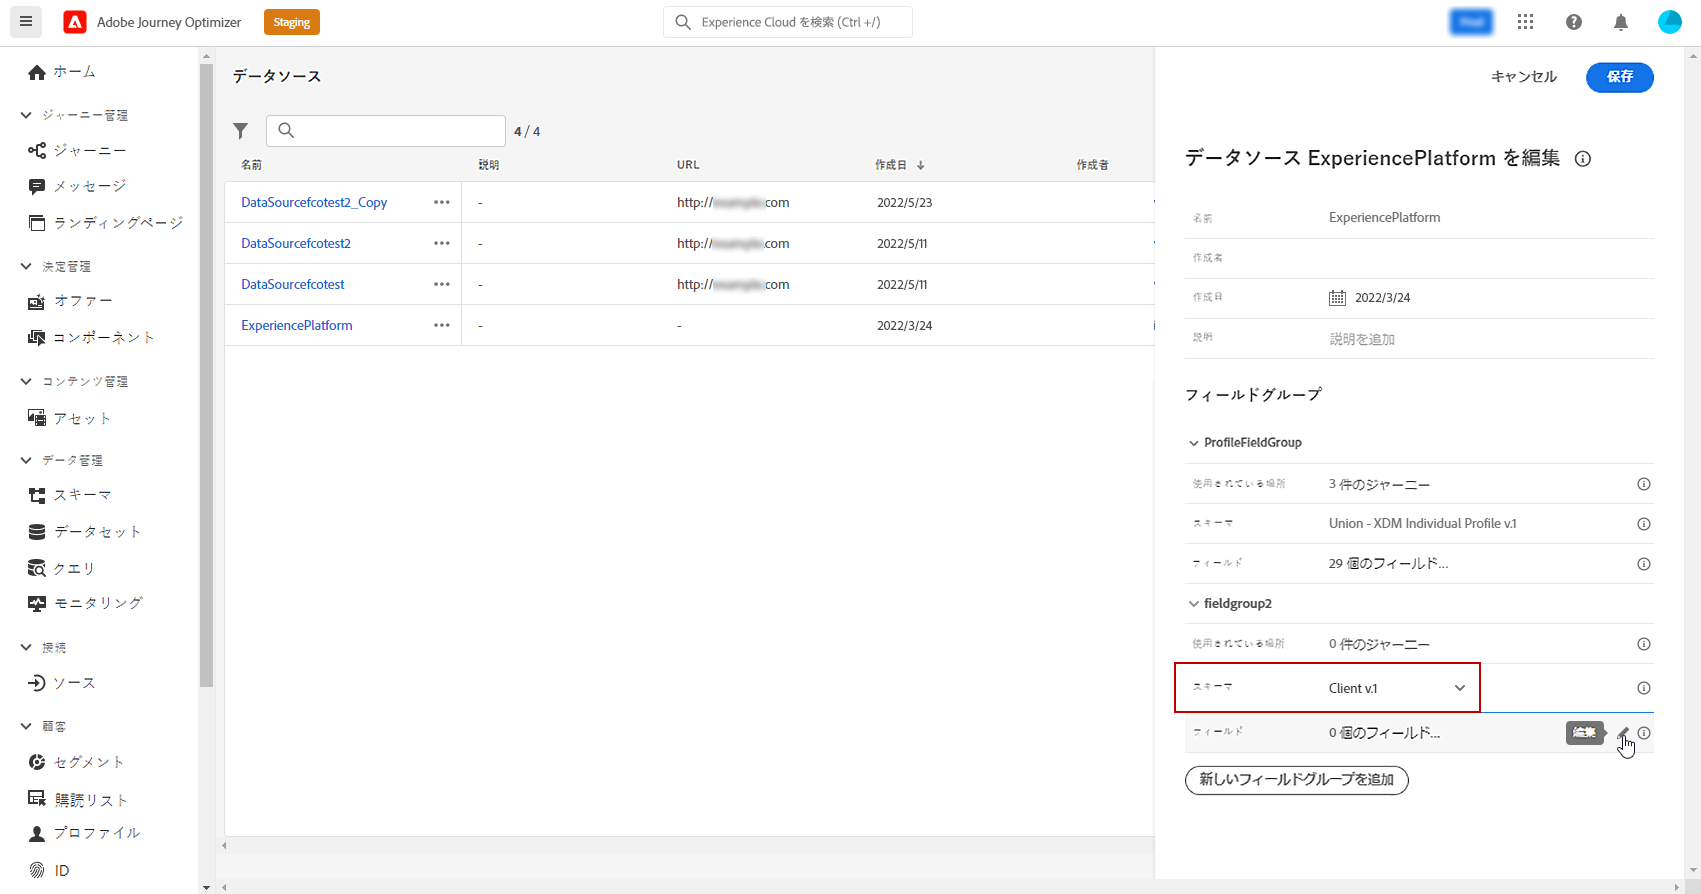 Adobe Journey Optimizer
Staging
Experience Cloud を検索 (Ctrl +/)
ホーム
ジャーニー管理
ジャーニー
メッセージ
ランディングページ
決定管理
オファー
コンポーネント
コンテンツ管理
アセット
データ管理
スキーマ
データセット
クエリ
モニタリング
接続
ソース
顧客
セグメント
購読リスト
プロファイル
ID
データソース
4 / 4
名前 説明 URL 作成日 ↓ 作成者
DataSourcefcotest2_Copy ••• - http:// com 2022/5/23
DataSourcefcotest2 ••• - http:// com 2022/5/11
DataSourcefcotest ••• - http:// com 2022/5/11
ExperiencePlatform ••• - - 2022/3/24
キャンセル 保存
データソース ExperiencePlatform を編集
名前 ExperiencePlatform
作成者
作成日 2022/3/24
説明 説明を追加
フィールドグループ
ProfileFieldGroup
使用されている場所 3 件のジャーニー
スキーマ Union - XDM Individual Profile v.1
フィールド 29 個のフィールド...
fieldgroup2
使用されている場所 0 件のジャーニー
スキーマ Client v.1
フィールド 0 個のフィールド... 編集
新しいフィールドグループを追加